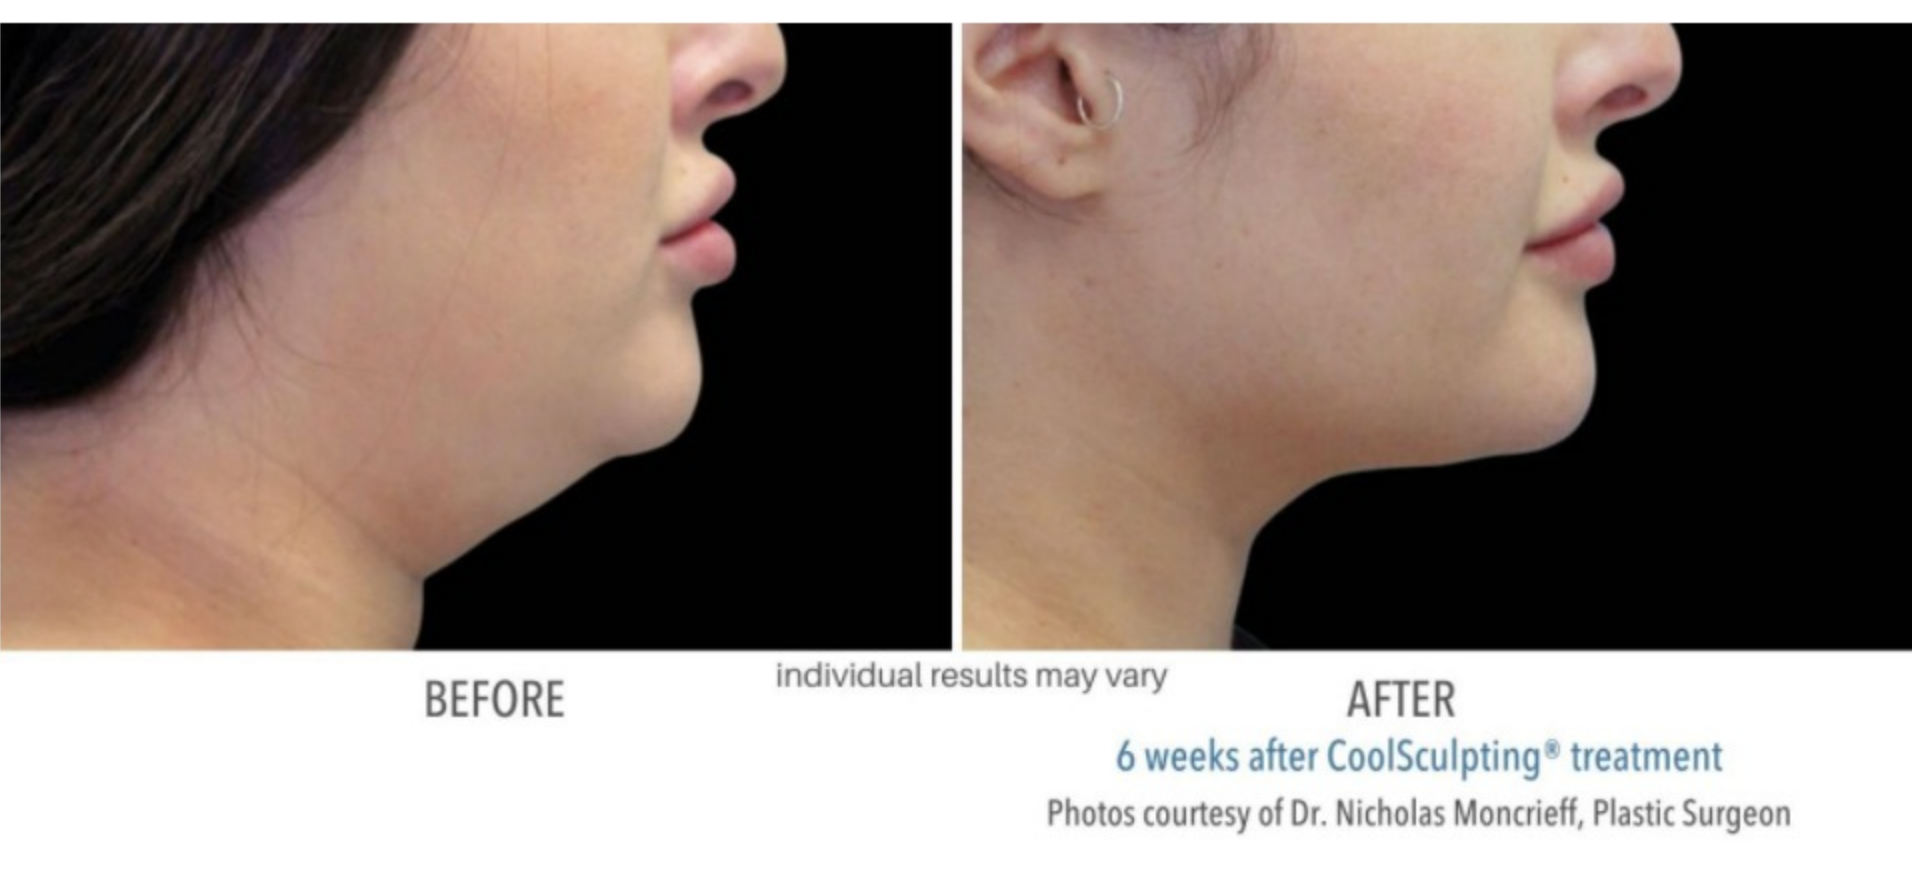 BEFORE
individual results may vary
AFTER
6 weeks after CoolSculpting® treatment
Photos courtesy of Dr. Nicholas Moncrieff, Plastic Surgeon